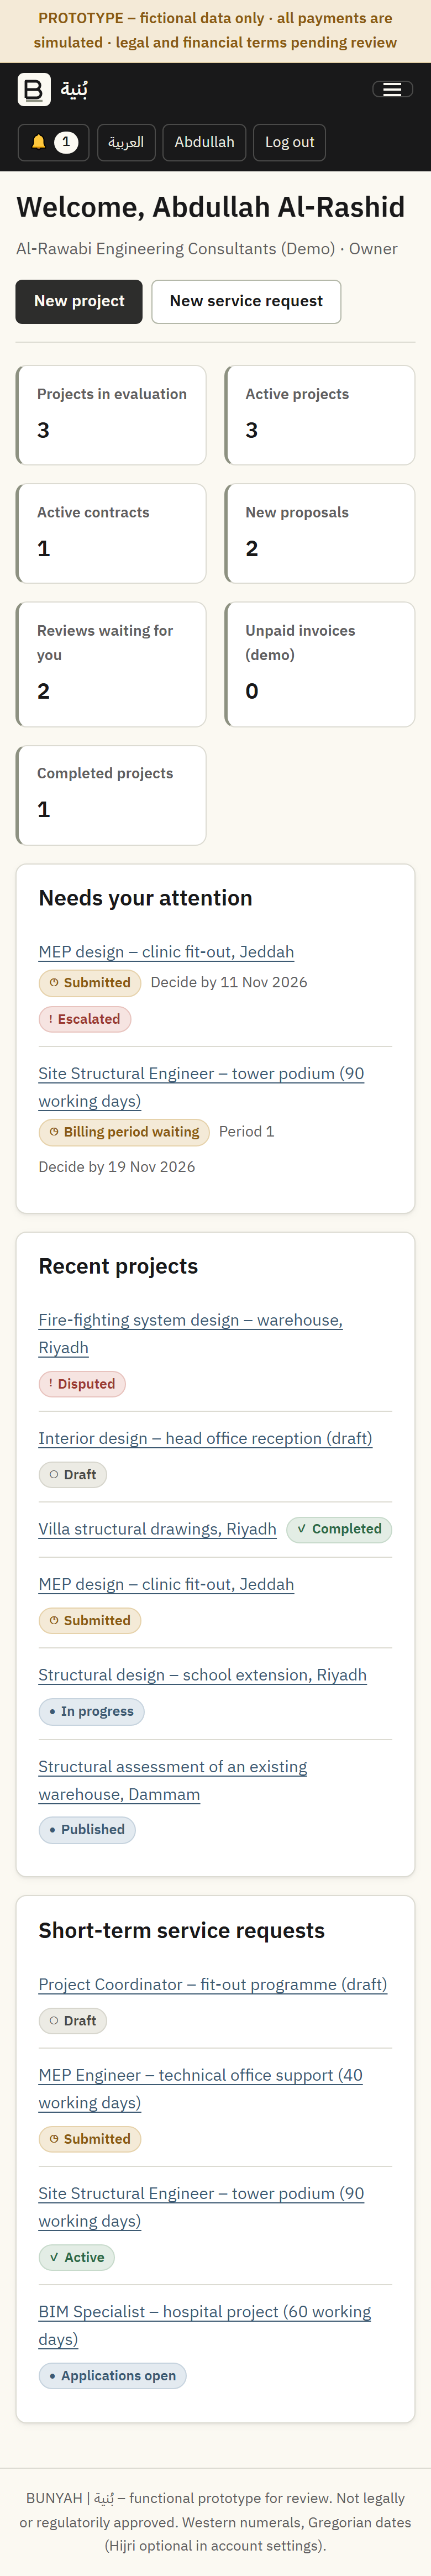 PROTOTYPE – fictional data only · all payments are
simulated · legal and financial terms pending review
B بُنية
🔔 1 العربية Abdullah Log out
Welcome, Abdullah Al-Rashid
Al-Rawabi Engineering Consultants (Demo) · Owner
New project New service request
Projects in evaluation
3
Active projects
3
Active contracts
1
New proposals
2
Reviews waiting for
you
2
Unpaid invoices
(demo)
0
Completed projects
1
Needs your attention
MEP design – clinic fit-out, Jeddah
Submitted Decide by 11 Nov 2026
! Escalated
Site Structural Engineer – tower podium (90
working days)
Billing period waiting Period 1
Decide by 19 Nov 2026
Recent projects
Fire-fighting system design – warehouse,
Riyadh
! Disputed
Interior design – head office reception (draft)
Draft
Villa structural drawings, Riyadh ✓ Completed
MEP design – clinic fit-out, Jeddah
Submitted
Structural design – school extension, Riyadh
In progress
Structural assessment of an existing
warehouse, Dammam
Published
Short-term service requests
Project Coordinator – fit-out programme (draft)
Draft
MEP Engineer – technical office support (40
working days)
Submitted
Site Structural Engineer – tower podium (90
working days)
✓ Active
BIM Specialist – hospital project (60 working
days)
Applications open
BUNYAH | بُنية – functional prototype for review. Not legally
or regulatorily approved. Western numerals, Gregorian dates
(Hijri optional in account settings).